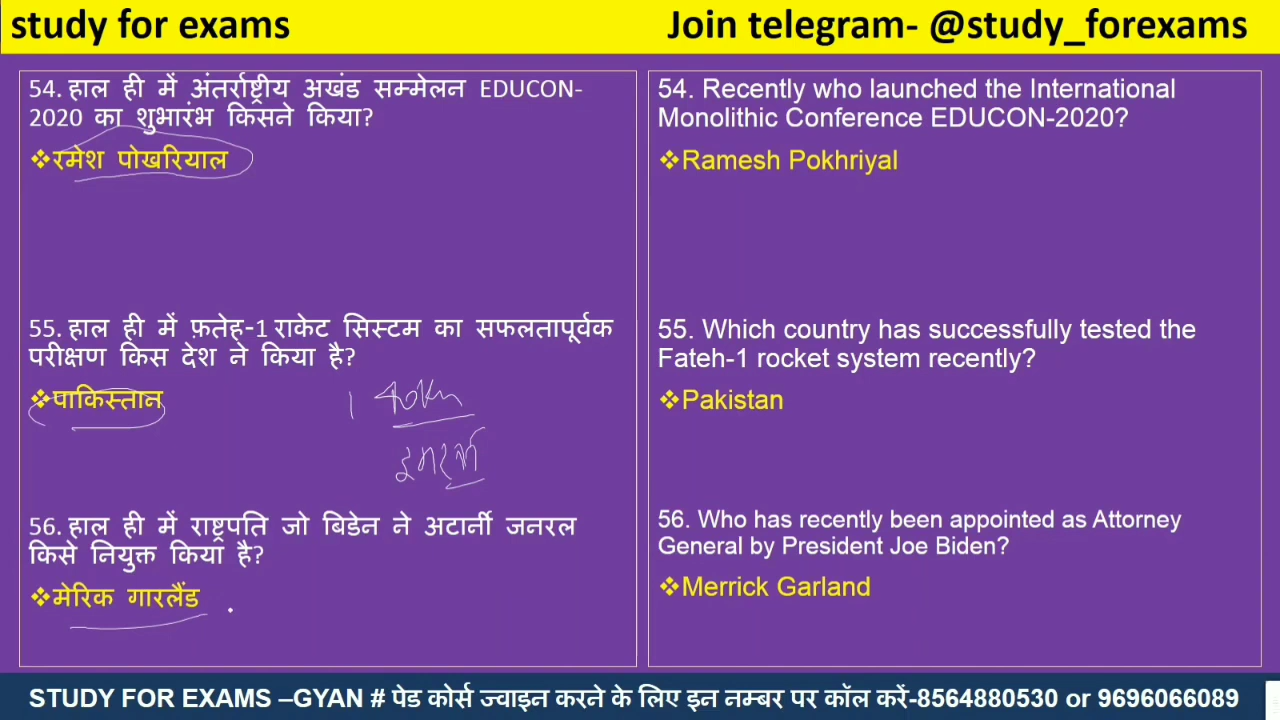 study for exams
Join telegram- @study_forexams
54. हाल ही में अंतर्राष्ट्रीय अखंड सम्मेलन EDUCON-
2020 का शुभारंभ किसने किया?
❖रमेश पोखरियाल
55. हाल ही में फ़तेह-1 राकेट सिस्टम का सफलतापूर्वक
परीक्षण किस देश ने किया है?
❖पाकिस्तान
140km
56. हाल ही में राष्ट्रपति जो बिडेन ने अटार्नी जनरल
किसे नियुक्त किया है?
❖मेरिक गारलैंड
54. Recently who launched the International
Monolithic Conference EDUCON-2020?
❖Ramesh Pokhriyal
55. Which country has successfully tested the
Fateh-1 rocket system recently?
❖Pakistan
56. Who has recently been appointed as Attorney
General by President Joe Biden?
❖Merrick Garland
STUDY FOR EXAMS –GYAN # पेड कोर्स ज्वाइन करने के लिए इन नम्बर पर कॉल करें-8564880530 or 9696066089